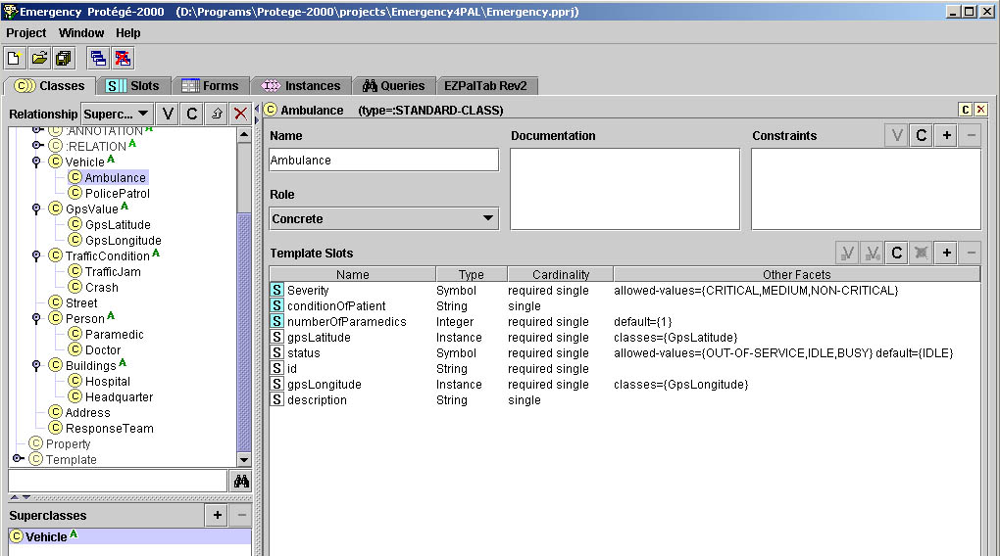 Emergency Protégé-2000 (D:\Programs\Protege-2000\projects\Emergency4PAL\Emergency.pprj)
Project Window Help
Classes Slots Forms Instances Queries EZPalTab Rev2
Relationship Superc... V C
:ANNOTATION A
:RELATION A
Vehicle A
Ambulance
PolicePatrol
GpsValue A
GpsLatitude
GpsLongitude
TrafficCondition A
TrafficJam
Crash
Street
Person A
Paramedic
Doctor
Buildings A
Hospital
Headquarter
Address
ResponseTeam
Property
Template
Superclasses + −
C Vehicle A
C Ambulance (type=:STANDARD-CLASS) C ×
Name Documentation Constraints V C + −
Ambulance
Role
Concrete
Template Slots V V C + −
Name Type Cardinality Other Facets
S Severity Symbol required single allowed-values={CRITICAL,MEDIUM,NON-CRITICAL}
S conditionOfPatient String single
S numberOfParamedics Integer required single default={1}
S gpsLatitude Instance required single classes={GpsLatitude}
S status Symbol required single allowed-values={OUT-OF-SERVICE,IDLE,BUSY} default={IDLE}
S id String required single
S gpsLongitude Instance required single classes={GpsLongitude}
S description String single